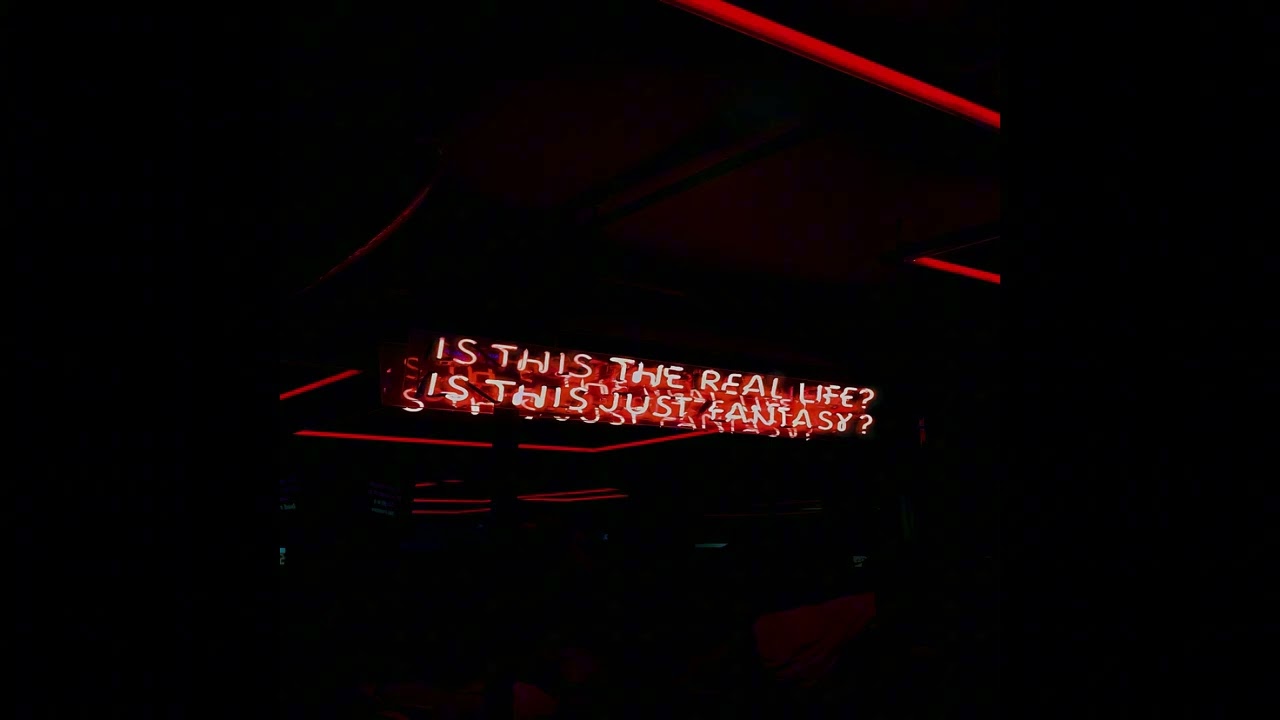 IS THIS THE REAL LIFE?
IS THIS JUST FANTASY?